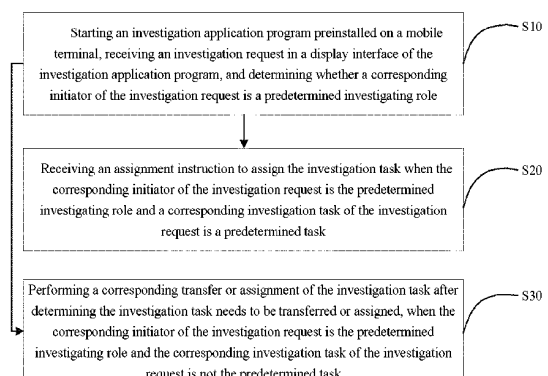 Starting an investigation application program preinstalled on a mobile
terminal, receiving an investigation request in a display interface of the
investigation application program, and determining whether a corresponding
initiator of the investigation request is a predetermined investigating role
S10
Receiving an assignment instruction to assign the investigation task when the
corresponding initiator of the investigation request is the predetermined
investigating role and a corresponding investigation task of the investigation
request is a predetermined task
S20
Performing a corresponding transfer or assignment of the investigation task after
determining the investigation task needs to be transferred or assigned, when the
corresponding initiator of the investigation request is the predetermined
investigating role and the corresponding investigation task of the investigation
request is not the predetermined task
S30